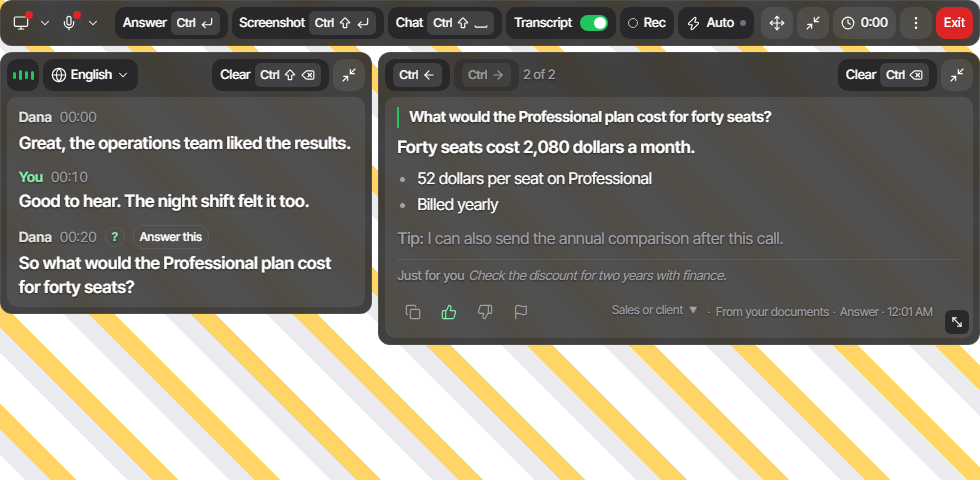 Answer Ctrl ↵ Screenshot Ctrl ⇧ ↵ Chat Ctrl ⇧ ⎵ Transcript Rec Auto 0:00 Exit
English Clear Ctrl ⇧ ⌫
Dana 00:00
Great, the operations team liked the results.
You 00:10
Good to hear. The night shift felt it too.
Dana 00:20 ? Answer this
So what would the Professional plan cost
for forty seats?
Ctrl ← Ctrl → 2 of 2 Clear Ctrl ⌫
What would the Professional plan cost for forty seats?
Forty seats cost 2,080 dollars a month.
• 52 dollars per seat on Professional
• Billed yearly
Tip: I can also send the annual comparison after this call.
Just for you Check the discount for two years with finance.
Sales or client ▼ · From your documents · Answer · 12:01 AM